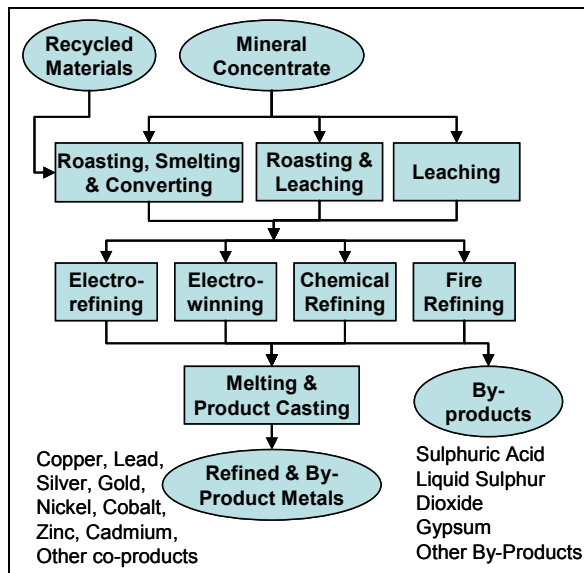 Recycled
Materials
Mineral
Concentrate
Roasting, Smelting
& Converting
Roasting &
Leaching
Leaching
Electro-
refining
Electro-
winning
Chemical
Refining
Fire
Refining
Melting &
Product Casting
By-
products
Copper, Lead,
Silver, Gold,
Nickel, Cobalt,
Zinc, Cadmium,
Other co-products
Refined & By-
Product Metals
Sulphuric Acid
Liquid Sulphur
Dioxide
Gypsum
Other By-Products